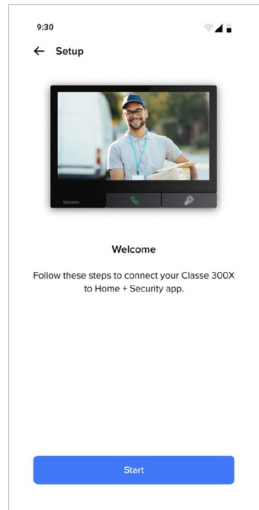 9:30
Setup
Welcome
Follow these steps to connect your Classe 300X
to Home + Security app.
Start